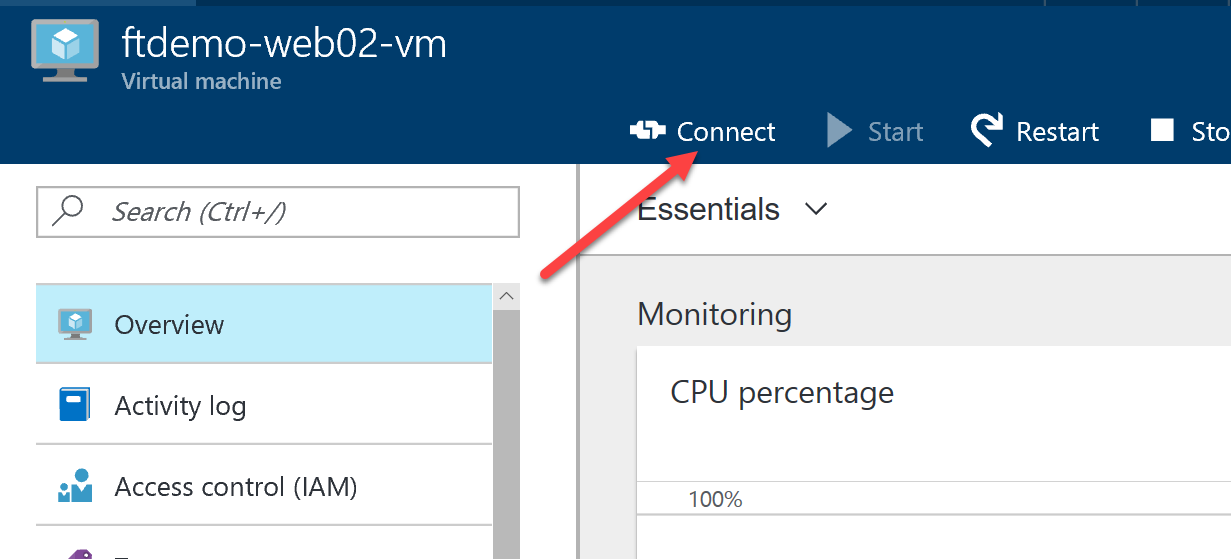 ftdemo-web02-vm
Virtual machine
Connect Start Restart Sto
Search (Ctrl+/)
Essentials
Overview
Monitoring
Activity log
CPU percentage
Access control (IAM)
100%